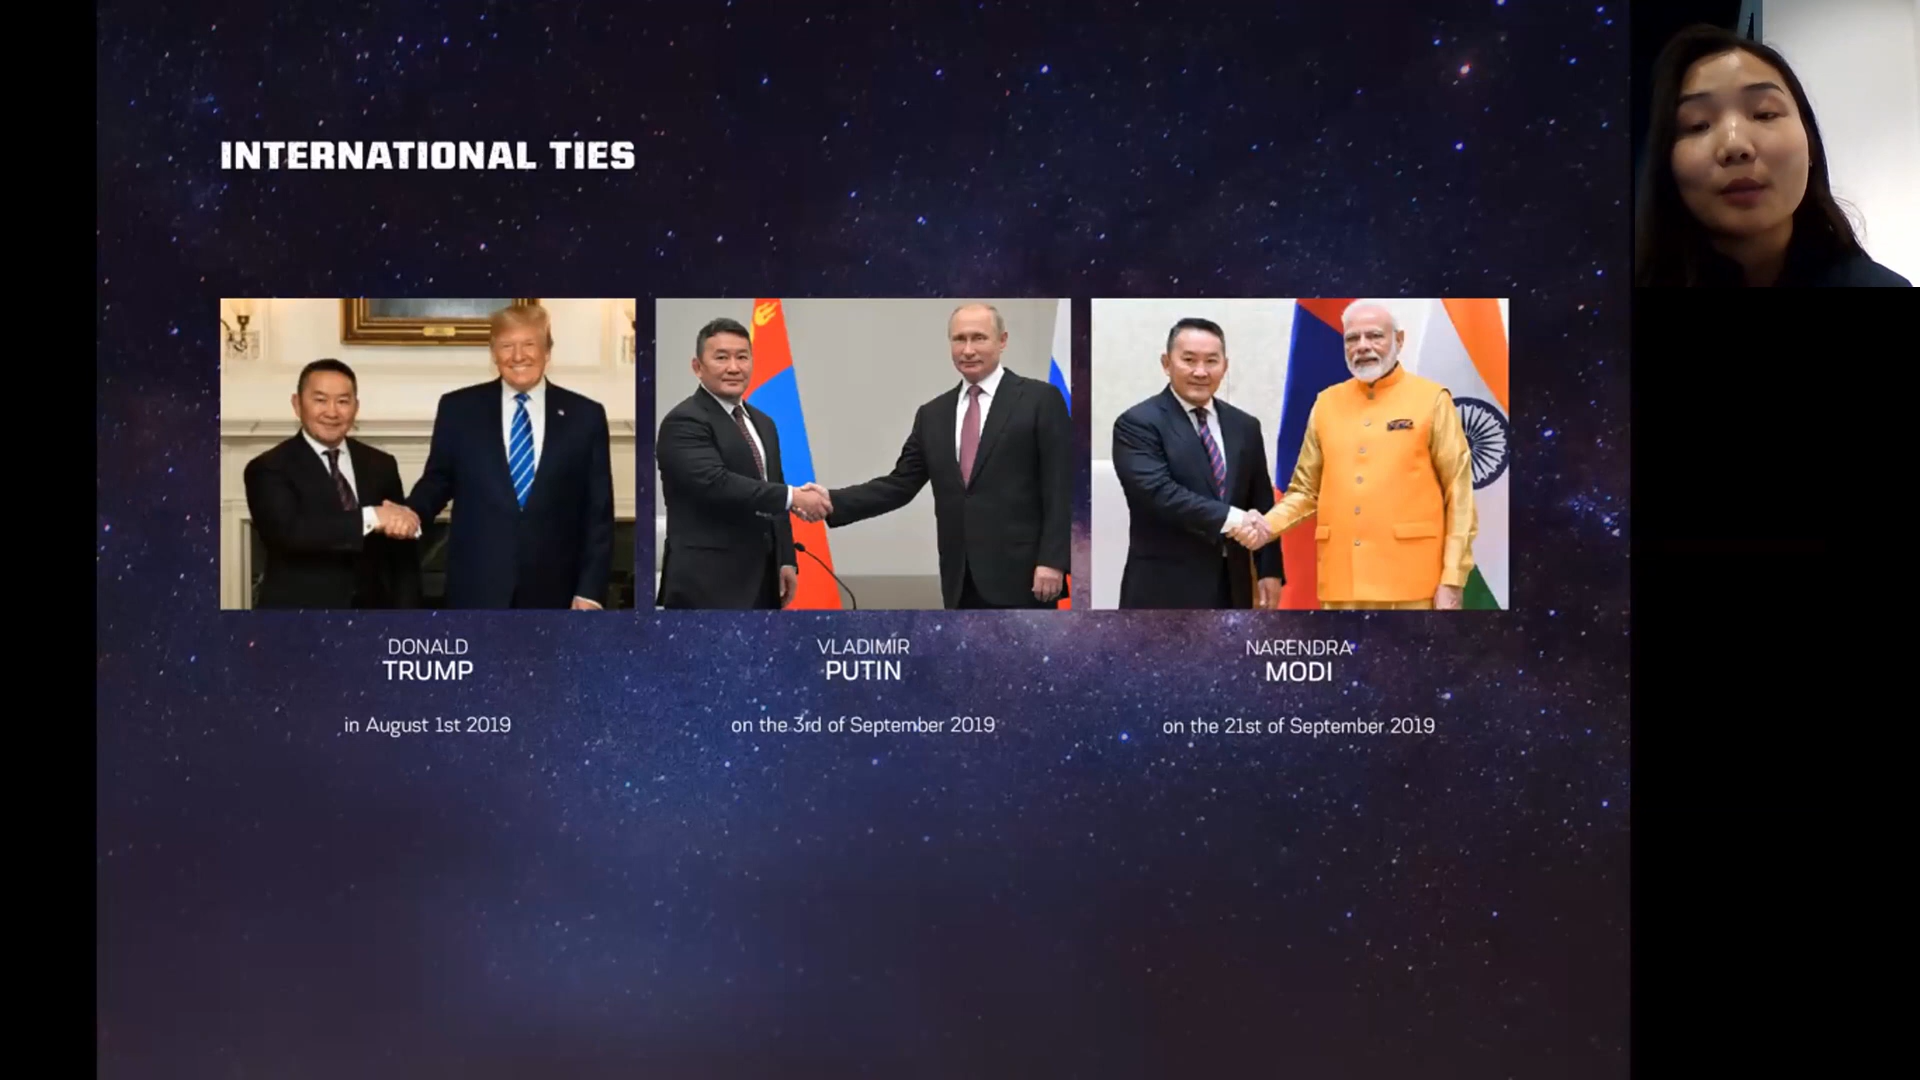 INTERNATIONAL TIES
DONALD
TRUMP
in August 1st 2019
VLADIMIR
PUTIN
on the 3rd of September 2019
NARENDRA
MODI
on the 21st of September 2019